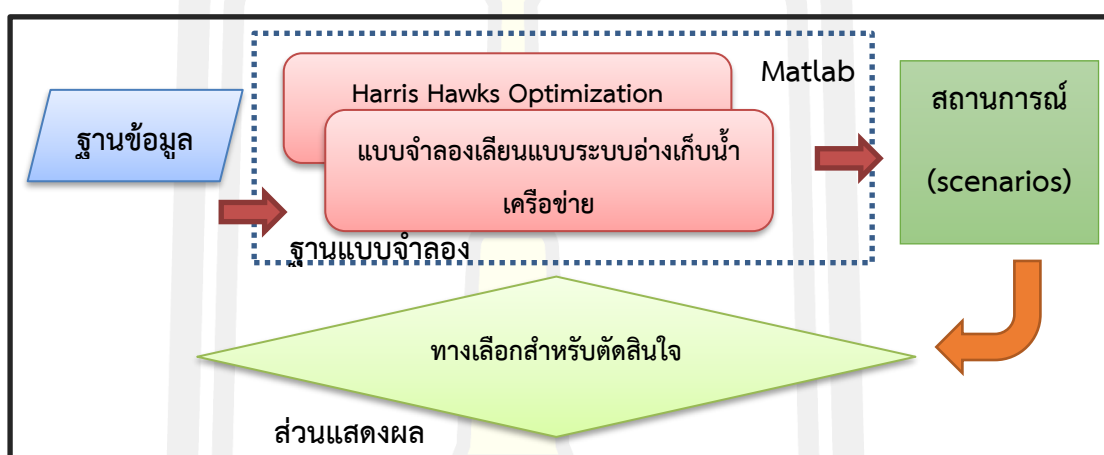 ฐานข้อมูล
Harris Hawks Optimization
แบบจำลองเลียนแบบระบบอ่างเก็บน้ำ
เครือข่าย
Matlab
ฐานแบบจำลอง
สถานการณ์
(scenarios)
ทางเลือกสำหรับตัดสินใจ
ส่วนแสดงผล